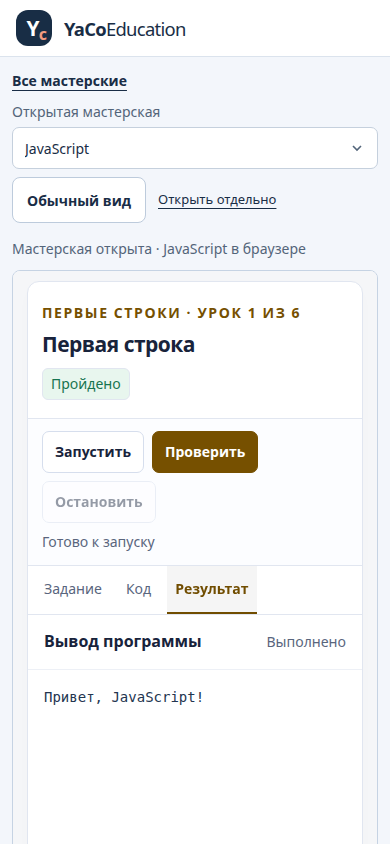 Yc YaCoEducation
Все мастерские
Открытая мастерская
JavaScript
Обычный вид Открыть отдельно
Мастерская открыта · JavaScript в браузере
ПЕРВЫЕ СТРОКИ · УРОК 1 ИЗ 6
Первая строка
Пройдено
Запустить Проверить
Остановить
Готово к запуску
Задание Код Результат
Вывод программы Выполнено
Привет, JavaScript!